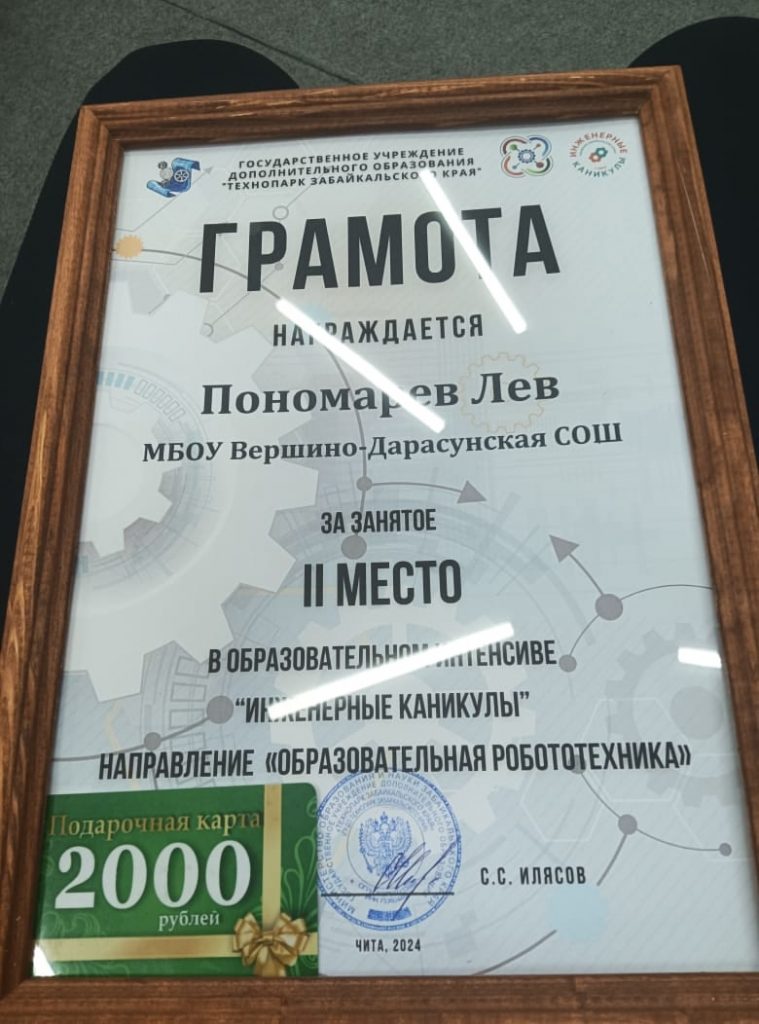 ГОСУДАРСТВЕННОЕ УЧРЕЖДЕНИЕ
ДОПОЛНИТЕЛЬНОГО ОБРАЗОВАНИЯ
"ТЕХНОПАРК ЗАБАЙКАЛЬСКОГО КРАЯ"
ИНЖЕНЕРНЫЕ КАНИКУЛЫ
ГРАМОТА
НАГРАЖДАЕТСЯ
Пономарев Лев
МБОУ Вершино-Дарасунская СОШ
ЗА ЗАНЯТОЕ
II МЕСТО
В ОБРАЗОВАТЕЛЬНОМ ИНТЕНСИВЕ
“ИНЖЕНЕРНЫЕ КАНИКУЛЫ”
НАПРАВЛЕНИЕ «ОБРАЗОВАТЕЛЬНАЯ РОБОТОТЕХНИКА»
Подарочная карта
2000
рублей
С.С. ИЛЯСОВ
ЧИТА, 2024